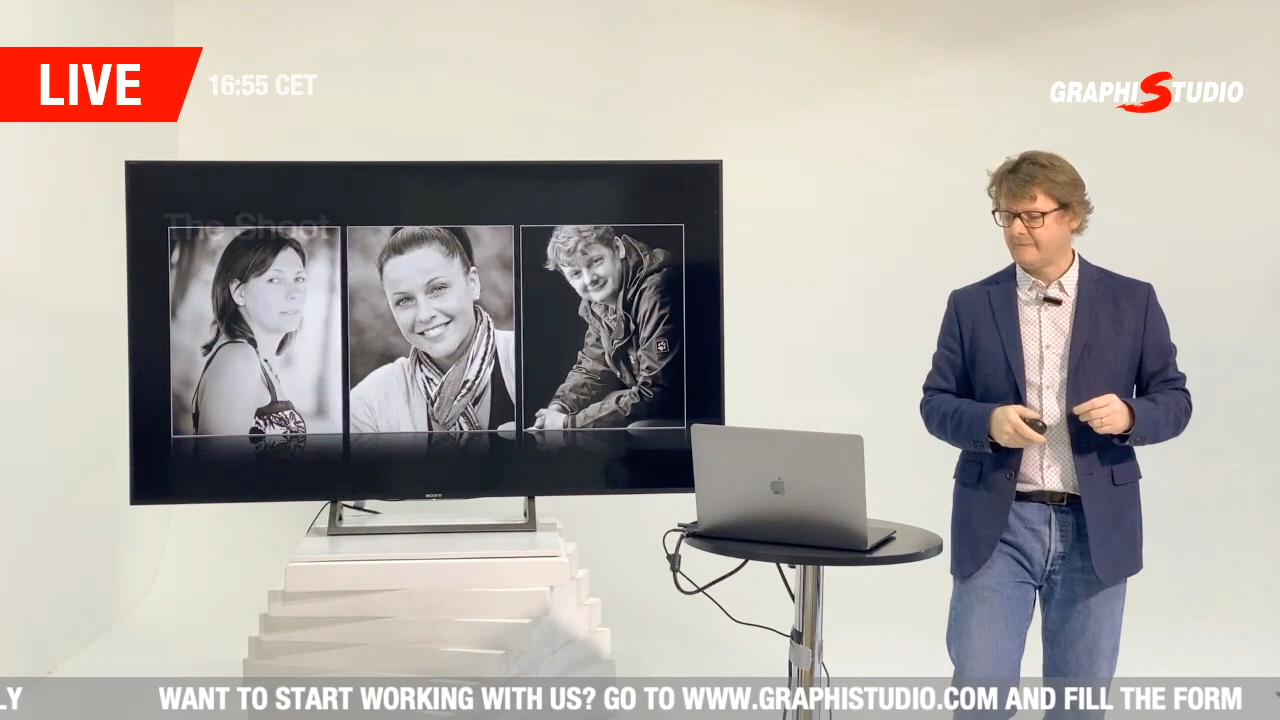 LIVE
16:55 CET
GRAPHISTUDIO
The Shoot
SONY
LY WANT TO START WORKING WITH US? GO TO WWW.GRAPHISTUDIO.COM AND FILL THE FORM